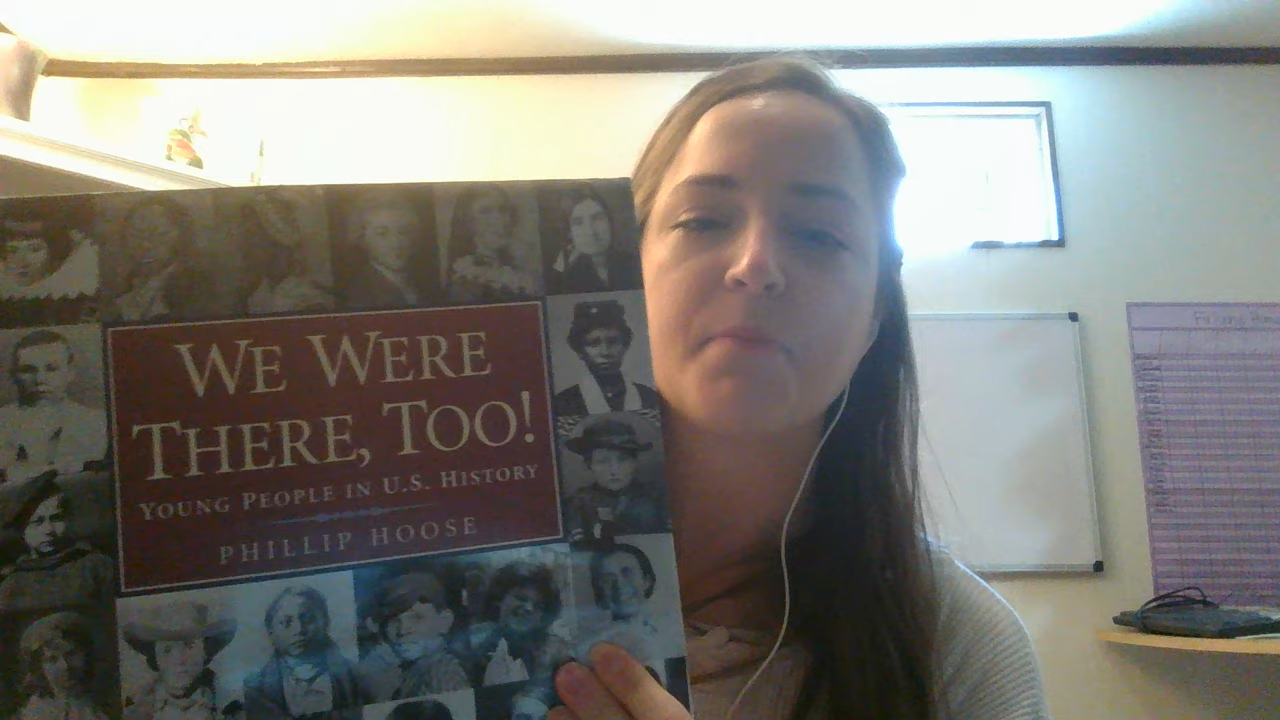 WE WERE
THERE, TOO!
YOUNG PEOPLE IN U.S. HISTORY
PHILLIP HOOSE